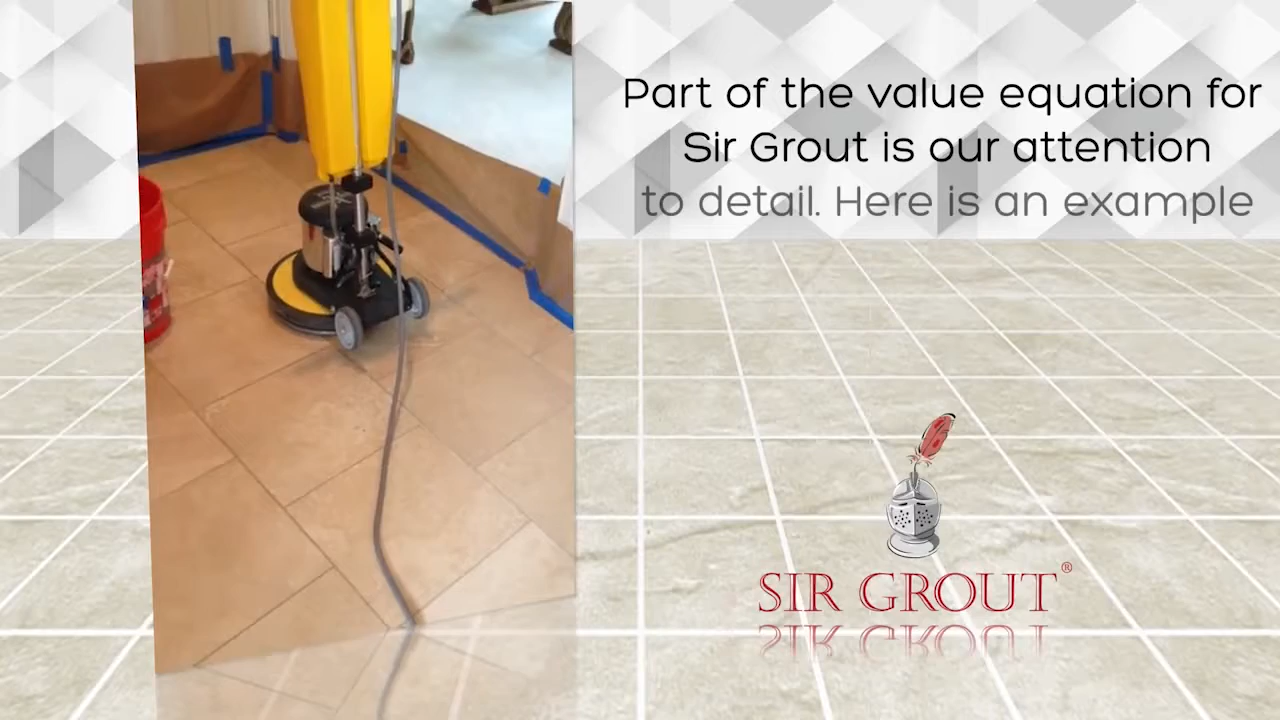 Part of the value equation for
Sir Grout is our attention
to detail. Here is an example
SIR GROUT®